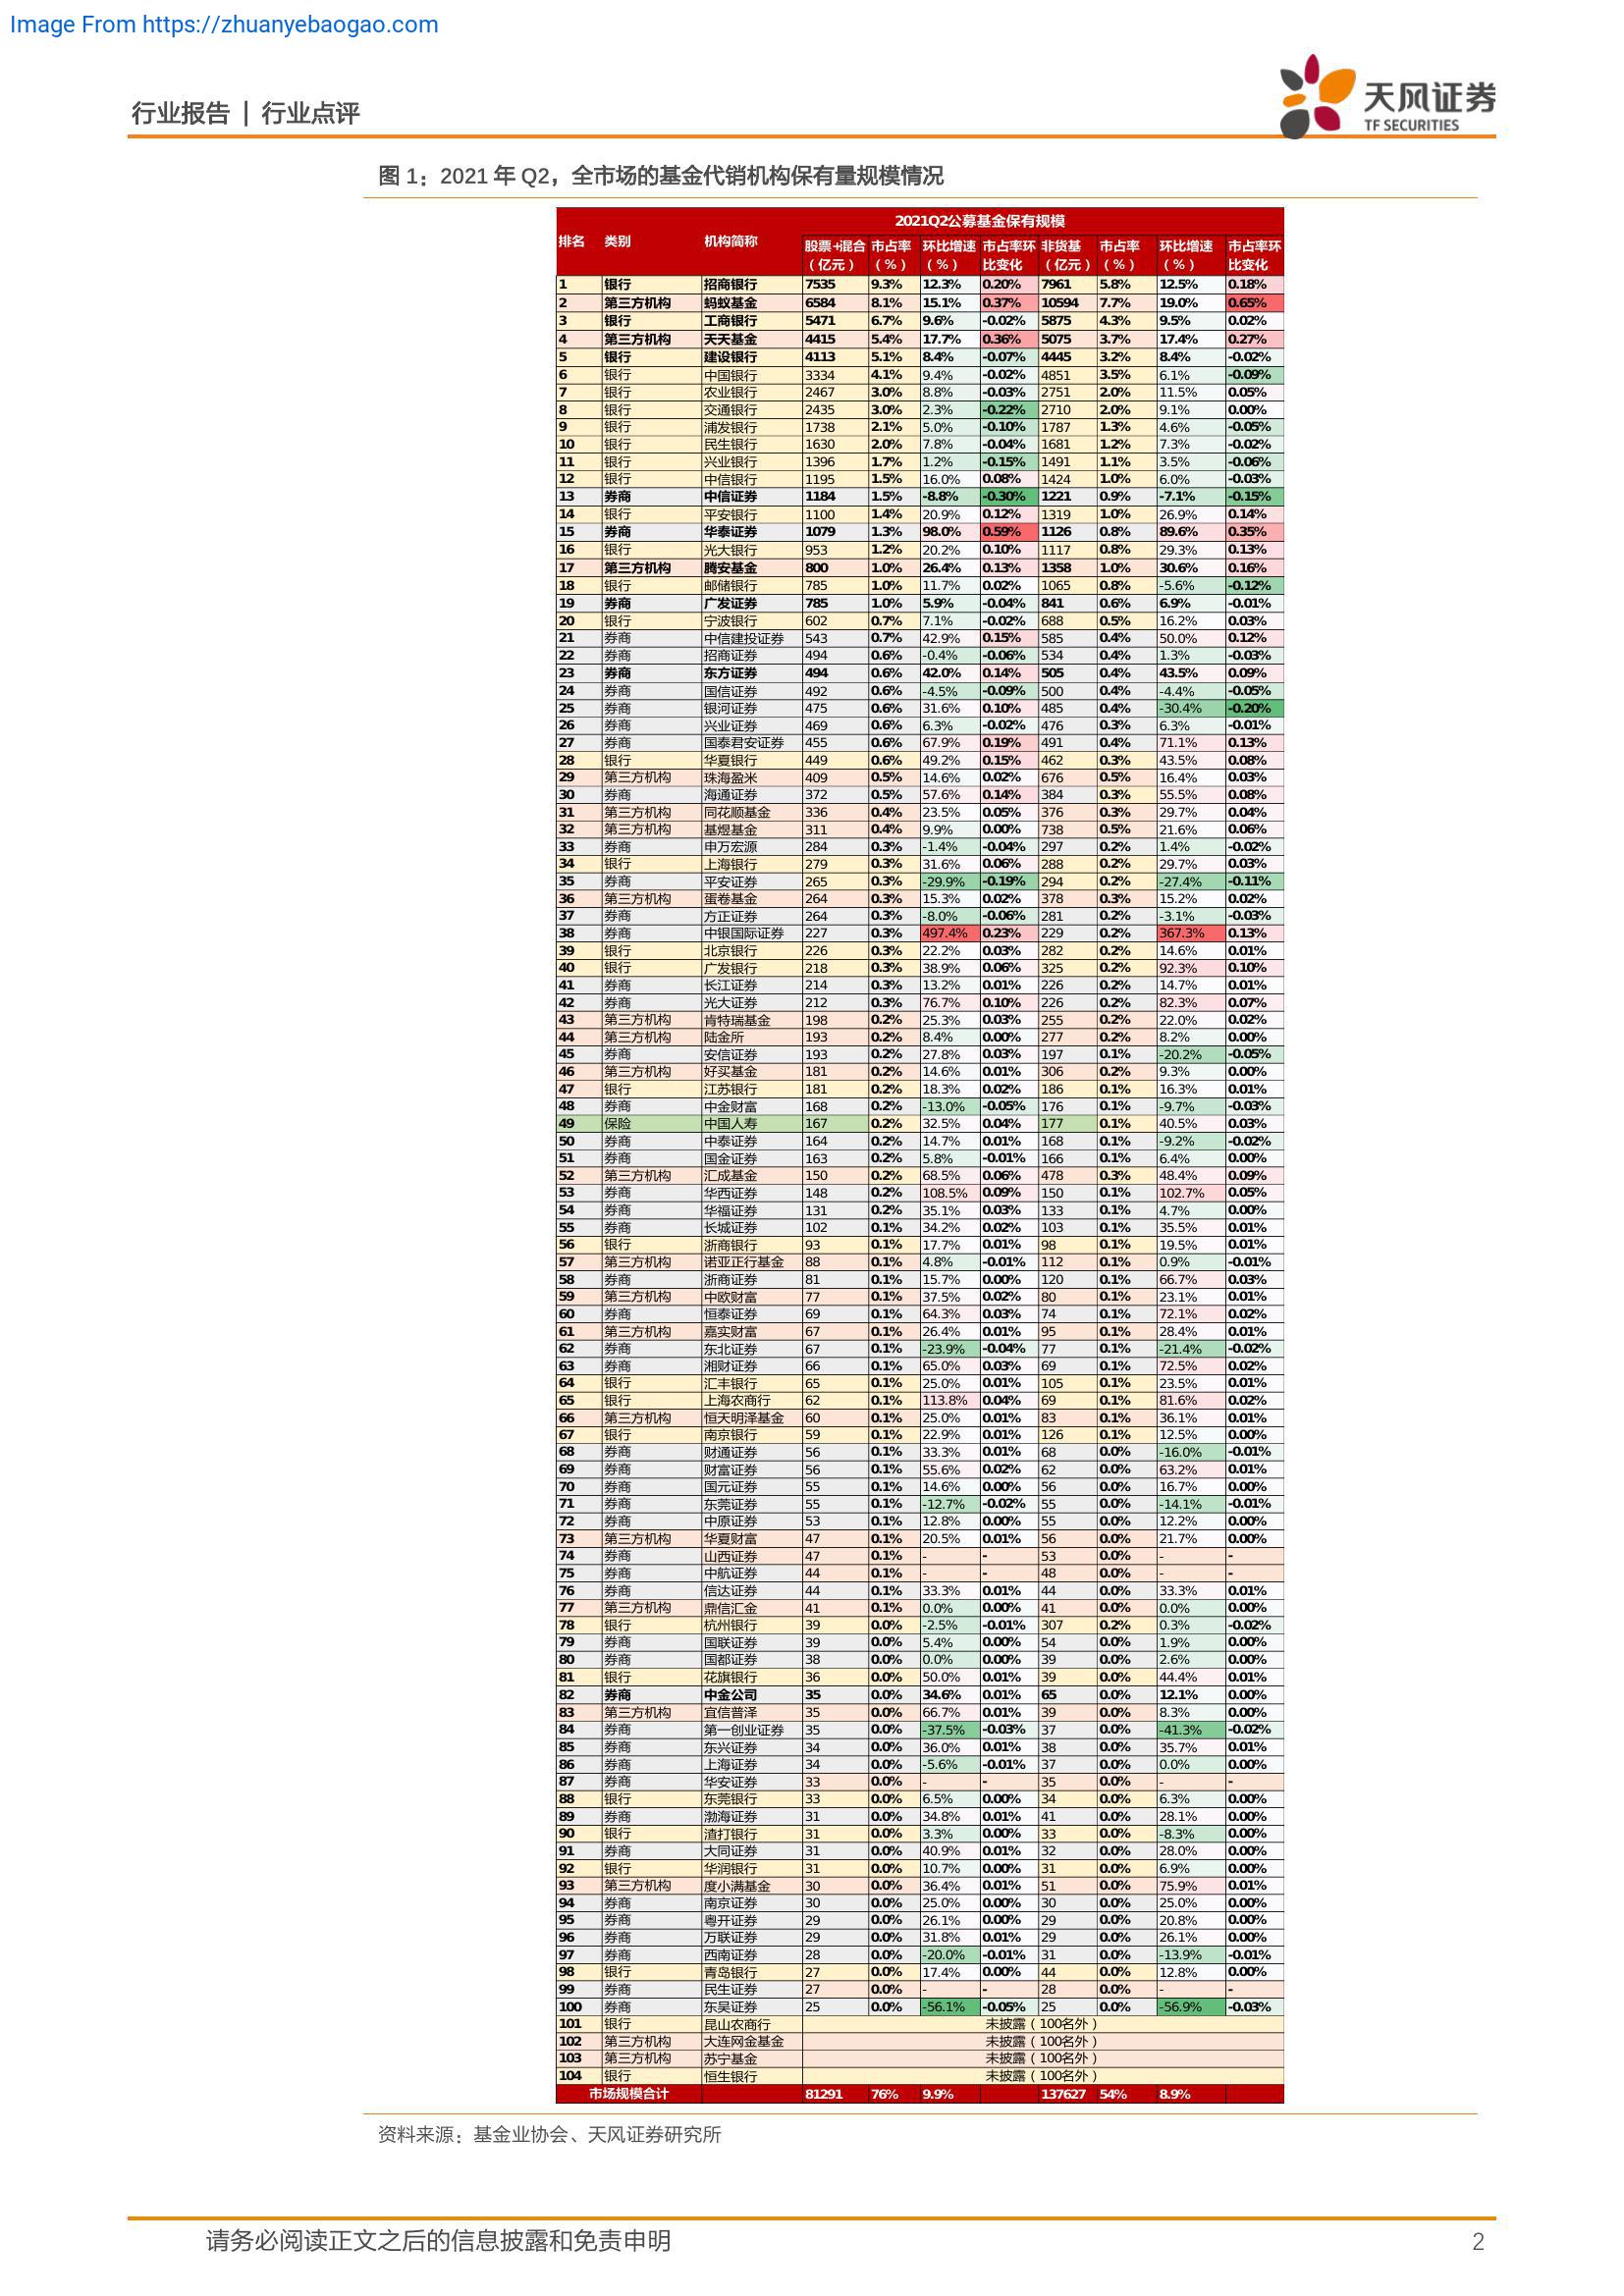 Image From https://zhuanyebaogao.com
行业报告 | 行业点评
天风证券
TF SECURITIES
图 1：2021 年 Q2，全市场的基金代销机构保有量规模情况
2021Q2公募基金保有规模
排名 类别 机构简称 股票+混合（亿元） 市占率（%） 环比增速（%） 市占率环比变化 非货基（亿元） 市占率（%） 环比增速（%） 市占率环比变化
1 银行 招商银行 7535 9.3% 12.3% 0.20% 7961 5.8% 12.5% 0.18%
2 第三方机构 蚂蚁基金 6584 8.1% 15.1% 0.37% 10594 7.7% 19.0% 0.65%
3 银行 工商银行 5471 6.7% 9.6% -0.02% 5875 4.3% 9.5% 0.02%
4 第三方机构 天天基金 4415 5.4% 17.7% 0.36% 5075 3.7% 17.4% 0.27%
5 银行 建设银行 4113 5.1% 8.4% -0.07% 4445 3.2% 8.4% -0.02%
6 银行 中国银行 3334 4.1% 9.4% -0.02% 4851 3.5% 6.1% -0.09%
7 银行 农业银行 2467 3.0% 8.8% -0.03% 2751 2.0% 11.5% 0.05%
8 银行 交通银行 2435 3.0% 2.3% -0.22% 2710 2.0% 9.1% 0.00%
9 银行 浦发银行 1738 2.1% 5.0% -0.10% 1787 1.3% 4.6% -0.05%
10 银行 民生银行 1630 2.0% 7.8% -0.04% 1681 1.2% 7.3% -0.02%
11 银行 兴业银行 1396 1.7% 1.2% -0.15% 1491 1.1% 3.5% -0.06%
12 银行 中信银行 1195 1.5% 16.0% 0.08% 1424 1.0% 6.0% -0.03%
13 券商 中信证券 1184 1.5% -8.8% -0.30% 1221 0.9% -7.1% -0.15%
14 银行 平安银行 1100 1.4% 20.9% 0.12% 1319 1.0% 26.9% 0.14%
15 券商 华泰证券 1079 1.3% 98.0% 0.59% 1126 0.8% 89.6% 0.35%
16 银行 光大银行 953 1.2% 20.2% 0.10% 1117 0.8% 29.3% 0.13%
17 第三方机构 腾安基金 800 1.0% 26.4% 0.13% 1358 1.0% 30.6% 0.16%
18 银行 邮储银行 785 1.0% 11.7% 0.02% 1065 0.8% -5.6% -0.12%
19 券商 广发证券 785 1.0% 5.9% -0.04% 841 0.6% 6.9% -0.01%
20 银行 宁波银行 602 0.7% 7.1% -0.02% 688 0.5% 16.2% 0.03%
21 券商 中信建投证券 543 0.7% 42.9% 0.15% 585 0.4% 50.0% 0.12%
22 券商 招商证券 494 0.6% -0.4% -0.06% 534 0.4% 1.3% -0.03%
23 券商 东方证券 494 0.6% 42.0% 0.14% 505 0.4% 43.5% 0.09%
24 券商 国信证券 492 0.6% -4.5% -0.09% 500 0.4% -4.4% -0.05%
25 券商 银河证券 475 0.6% 31.6% 0.10% 485 0.4% -30.4% -0.20%
26 券商 兴业证券 469 0.6% 6.3% -0.02% 476 0.3% 6.3% -0.01%
27 券商 国泰君安证券 455 0.6% 67.9% 0.19% 491 0.4% 71.1% 0.13%
28 银行 华夏银行 449 0.6% 49.2% 0.15% 462 0.3% 43.5% 0.08%
29 第三方机构 珠海盈米 409 0.5% 14.6% 0.02% 676 0.5% 16.4% 0.03%
30 券商 海通证券 372 0.5% 57.6% 0.14% 384 0.3% 55.5% 0.08%
31 第三方机构 同花顺基金 336 0.4% 23.5% 0.05% 376 0.3% 29.7% 0.04%
32 第三方机构 基煜基金 311 0.4% 9.9% 0.00% 738 0.5% 21.6% 0.06%
33 券商 申万宏源 284 0.3% -1.4% -0.04% 297 0.2% 1.4% -0.02%
34 银行 上海银行 279 0.3% 31.6% 0.06% 288 0.2% 29.7% 0.03%
35 券商 平安证券 265 0.3% -29.9% -0.19% 294 0.2% -27.4% -0.11%
36 第三方机构 蛋卷基金 264 0.3% 15.3% 0.02% 378 0.3% 15.2% 0.02%
37 券商 方正证券 264 0.3% -8.0% -0.06% 281 0.2% -3.1% -0.03%
38 券商 中银国际证券 227 0.3% 497.4% 0.23% 229 0.2% 367.3% 0.13%
39 银行 北京银行 226 0.3% 22.2% 0.03% 282 0.2% 14.6% 0.01%
40 银行 广发银行 218 0.3% 38.9% 0.06% 325 0.2% 92.3% 0.10%
41 券商 长江证券 214 0.3% 13.2% 0.01% 226 0.2% 14.7% 0.01%
42 券商 光大证券 212 0.3% 76.7% 0.10% 226 0.2% 82.3% 0.07%
43 第三方机构 肯特瑞基金 198 0.2% 25.3% 0.03% 255 0.2% 22.0% 0.02%
44 第三方机构 陆金所 193 0.2% 8.4% 0.00% 277 0.2% 8.2% 0.00%
45 券商 安信证券 193 0.2% 27.8% 0.03% 197 0.1% -20.2% -0.05%
46 第三方机构 好买基金 181 0.2% 14.6% 0.01% 306 0.2% 9.3% 0.00%
47 银行 江苏银行 181 0.2% 18.3% 0.02% 186 0.1% 16.3% 0.01%
48 券商 中金财富 168 0.2% -13.0% -0.05% 176 0.1% -9.7% -0.03%
49 保险 中国人寿 167 0.2% 32.5% 0.04% 177 0.1% 40.5% 0.03%
50 券商 中泰证券 164 0.2% 14.7% 0.01% 168 0.1% -9.2% -0.02%
51 券商 国金证券 163 0.2% 5.8% -0.01% 166 0.1% 6.4% 0.00%
52 第三方机构 汇成基金 150 0.2% 68.5% 0.06% 478 0.3% 48.4% 0.09%
53 券商 华西证券 148 0.2% 108.5% 0.09% 150 0.1% 102.7% 0.05%
54 券商 华福证券 131 0.2% 35.1% 0.03% 133 0.1% 4.7% 0.00%
55 券商 长城证券 102 0.1% 34.2% 0.02% 103 0.1% 35.5% 0.01%
56 银行 浙商银行 93 0.1% 17.7% 0.01% 98 0.1% 19.5% 0.01%
57 第三方机构 诺亚正行基金 88 0.1% 4.8% -0.01% 112 0.1% 0.9% -0.01%
58 券商 浙商证券 81 0.1% 15.7% 0.00% 120 0.1% 66.7% 0.03%
59 第三方机构 中欧财富 77 0.1% 37.5% 0.02% 80 0.1% 23.1% 0.01%
60 券商 恒泰证券 69 0.1% 64.3% 0.03% 74 0.1% 72.1% 0.02%
61 第三方机构 嘉实财富 67 0.1% 26.4% 0.01% 95 0.1% 28.4% 0.01%
62 券商 东北证券 67 0.1% -23.9% -0.04% 77 0.1% -21.4% -0.02%
63 券商 湘财证券 66 0.1% 65.0% 0.03% 69 0.1% 72.5% 0.02%
64 银行 汇丰银行 65 0.1% 25.0% 0.01% 105 0.1% 23.5% 0.01%
65 银行 上海农商行 62 0.1% 113.8% 0.04% 69 0.1% 81.6% 0.02%
66 第三方机构 恒天明泽基金 60 0.1% 25.0% 0.01% 83 0.1% 36.1% 0.01%
67 银行 南京银行 59 0.1% 22.9% 0.01% 126 0.1% 12.5% 0.00%
68 券商 财通证券 56 0.1% 33.3% 0.01% 68 0.0% -16.0% -0.01%
69 券商 财富证券 56 0.1% 55.6% 0.02% 62 0.0% 63.2% 0.01%
70 券商 国元证券 55 0.1% 14.6% 0.00% 56 0.0% 16.7% 0.00%
71 券商 东莞证券 55 0.1% -12.7% -0.02% 55 0.0% -14.1% -0.01%
72 券商 中原证券 53 0.1% 12.8% 0.00% 55 0.0% 12.2% 0.00%
73 第三方机构 华夏财富 47 0.1% 20.5% 0.01% 56 0.0% 21.7% 0.00%
74 券商 山西证券 47 0.1% - - 53 0.0% - -
75 券商 中航证券 44 0.1% - - 48 0.0% - -
76 券商 信达证券 44 0.1% 33.3% 0.01% 44 0.0% 33.3% 0.01%
77 第三方机构 鼎信汇金 41 0.1% 0.0% 0.00% 41 0.0% 0.0% 0.00%
78 银行 杭州银行 39 0.0% -2.5% -0.01% 307 0.2% 0.3% -0.02%
79 券商 国联证券 39 0.0% 5.4% 0.00% 54 0.0% 1.9% 0.00%
80 券商 国都证券 38 0.0% 0.0% 0.00% 39 0.0% 2.6% 0.00%
81 银行 花旗银行 36 0.0% 50.0% 0.01% 39 0.0% 44.4% 0.01%
82 券商 中金公司 35 0.0% 34.6% 0.01% 65 0.0% 12.1% 0.00%
83 第三方机构 宜信普泽 35 0.0% 66.7% 0.01% 39 0.0% 8.3% 0.00%
84 券商 第一创业证券 35 0.0% -37.5% -0.03% 37 0.0% -41.3% -0.02%
85 券商 东兴证券 34 0.0% 36.0% 0.01% 38 0.0% 35.7% 0.01%
86 券商 上海证券 34 0.0% -5.6% -0.01% 37 0.0% 0.0% 0.00%
87 券商 华安证券 33 0.0% - - 35 0.0% - -
88 银行 东莞银行 33 0.0% 6.5% 0.00% 34 0.0% 6.3% 0.00%
89 券商 渤海证券 31 0.0% 34.8% 0.01% 41 0.0% 28.1% 0.00%
90 银行 渣打银行 31 0.0% 3.3% 0.00% 33 0.0% -8.3% 0.00%
91 券商 大同证券 31 0.0% 40.9% 0.01% 32 0.0% 28.0% 0.00%
92 银行 华润银行 31 0.0% 10.7% 0.00% 31 0.0% 6.9% 0.00%
93 第三方机构 度小满基金 30 0.0% 36.4% 0.01% 51 0.0% 75.9% 0.01%
94 券商 南京证券 30 0.0% 25.0% 0.00% 30 0.0% 25.0% 0.00%
95 券商 粤开证券 29 0.0% 26.1% 0.00% 29 0.0% 20.8% 0.00%
96 券商 万联证券 29 0.0% 31.8% 0.01% 29 0.0% 26.1% 0.00%
97 券商 西南证券 28 0.0% -20.0% -0.01% 31 0.0% -13.9% -0.01%
98 银行 青岛银行 27 0.0% 17.4% 0.00% 44 0.0% 12.8% 0.00%
99 券商 民生证券 27 0.0% - - 28 0.0% - -
100 券商 东吴证券 25 0.0% -56.1% -0.05% 25 0.0% -56.9% -0.03%
101 银行 昆山农商行 未披露（100名外）
102 第三方机构 大连网金基金 未披露（100名外）
103 第三方机构 苏宁基金 未披露（100名外）
104 银行 恒生银行 未披露（100名外）
市场规模合计 81291 76% 9.9% 137627 54% 8.9%
资料来源：基金业协会、天风证券研究所
请务必阅读正文之后的信息披露和免责申明 2